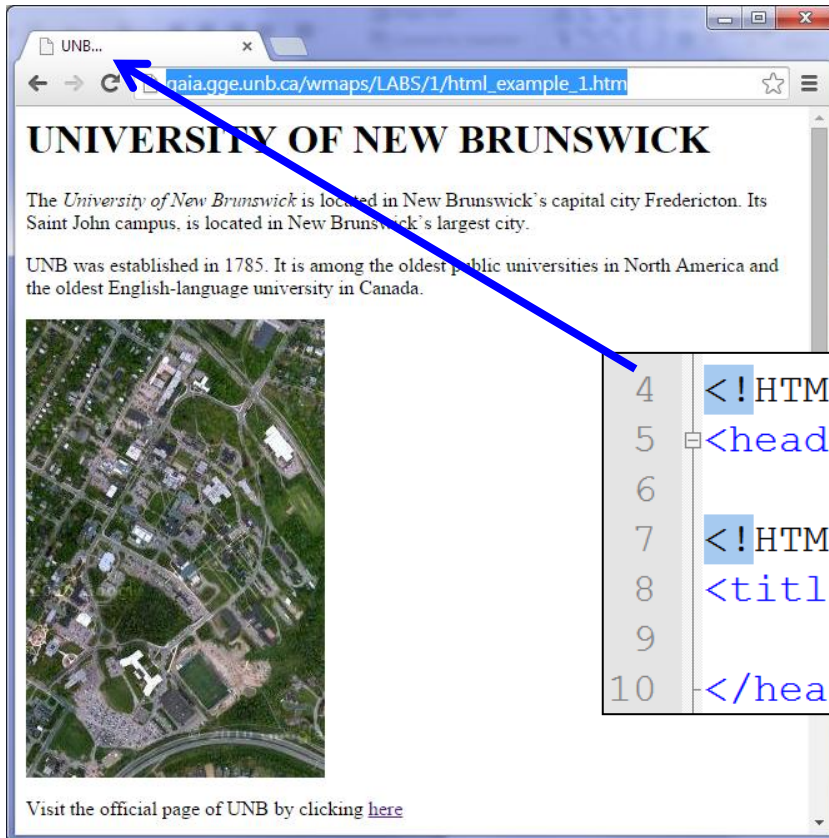 UNB...
gaia.gge.unb.ca/wmaps/LABS/1/html_example_1.htm
UNIVERSITY OF NEW BRUNSWICK
The University of New Brunswick is located in New Brunswick`s capital city Fredericton. Its
Saint John campus, is located in New Brunswick`s largest city.
UNB was established in 1785. It is among the oldest public universities in North America and
the oldest English-language university in Canada.
4 <!HTM
5 <head
6
7 <!HTM
8 <titl
9
10 </hea
Visit the official page of UNB by clicking here